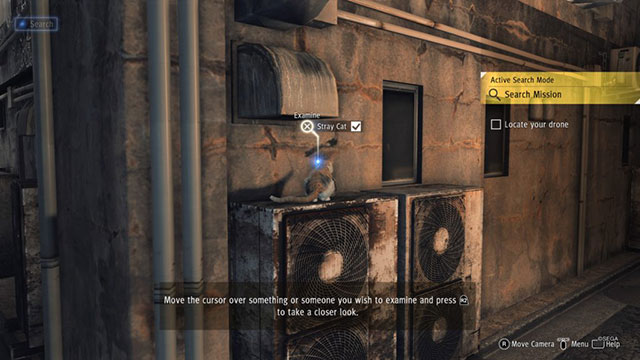 Search
Active Search Mode
Search Mission
Locate your drone
Examine
Stray Cat
Move the cursor over something or someone you wish to examine and press R2
to take a closer look.
©SEGA
R Move Camera Menu Help